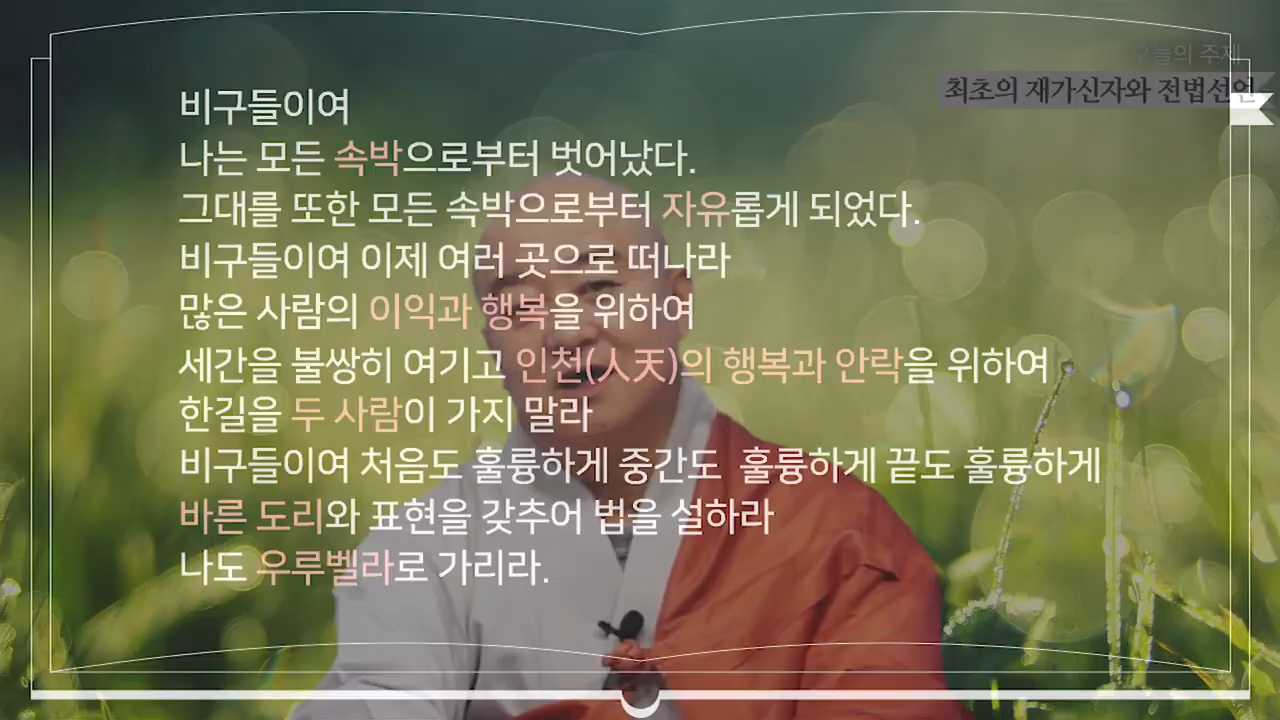 오늘의 주제
최초의 재가신자와 전법선언
비구들이여
나는 모든 속박으로부터 벗어났다.
그대를 또한 모든 속박으로부터 자유롭게 되었다.
비구들이여 이제 여러 곳으로 떠나라
많은 사람의 이익과 행복을 위하여
세간을 불쌍히 여기고 인천(人天)의 행복과 안락을 위하여
한길을 두 사람이 가지 말라
비구들이여 처음도 훌륭하게 중간도 훌륭하게 끝도 훌륭하게
바른 도리와 표현을 갖추어 법을 설하라
나도 우루벨라로 가리라.